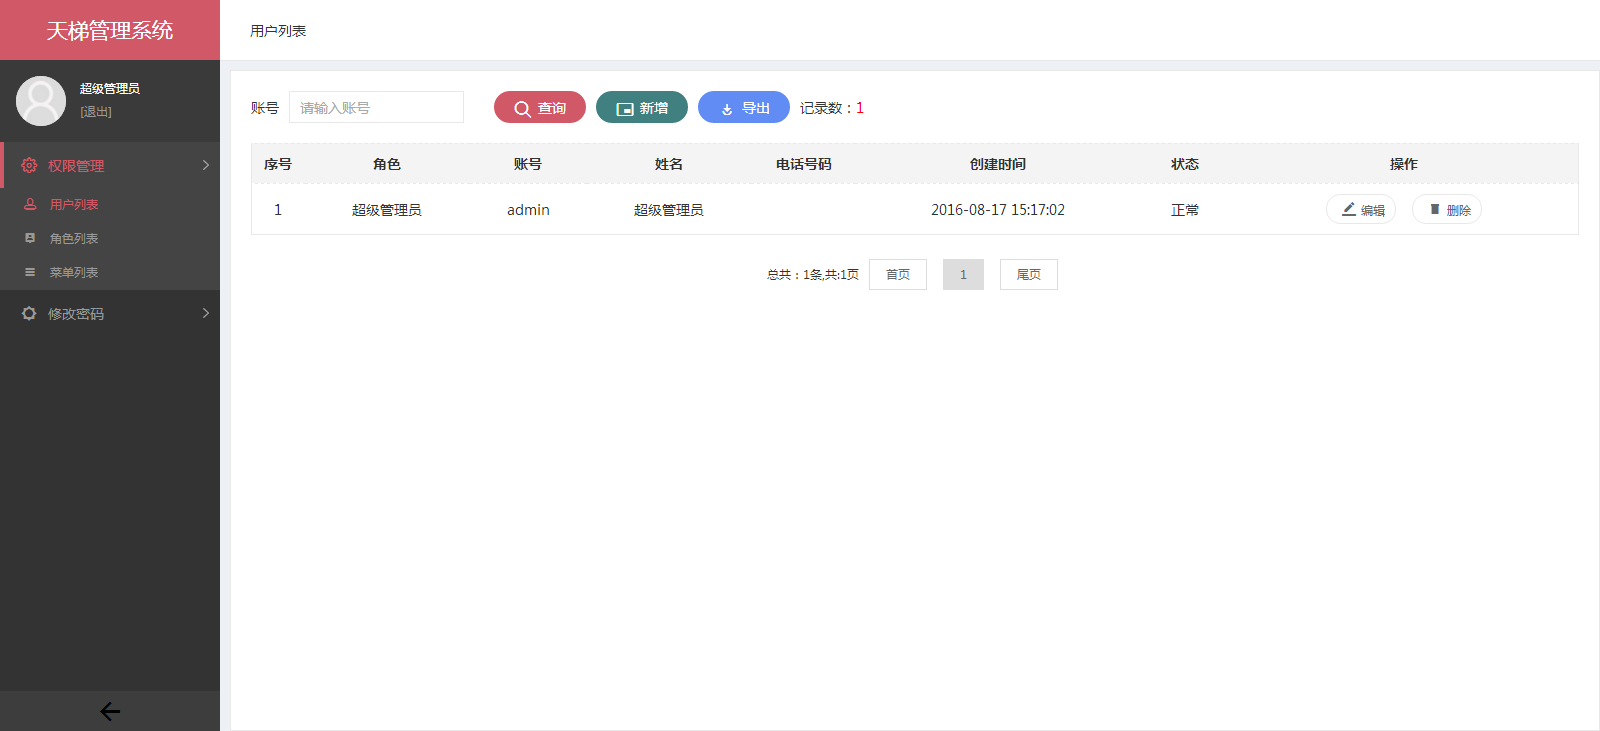 天梯管理系统
用户列表
超级管理员
[退出]
权限管理
用户列表
角色列表
菜单列表
修改密码
账号 请输入账号 查询 新增 导出 记录数：1
序号 角色 账号 姓名 电话号码 创建时间 状态 操作
1 超级管理员 admin 超级管理员 2016-08-17 15:17:02 正常 编辑 删除
总共：1条,共:1页 首页 1 尾页